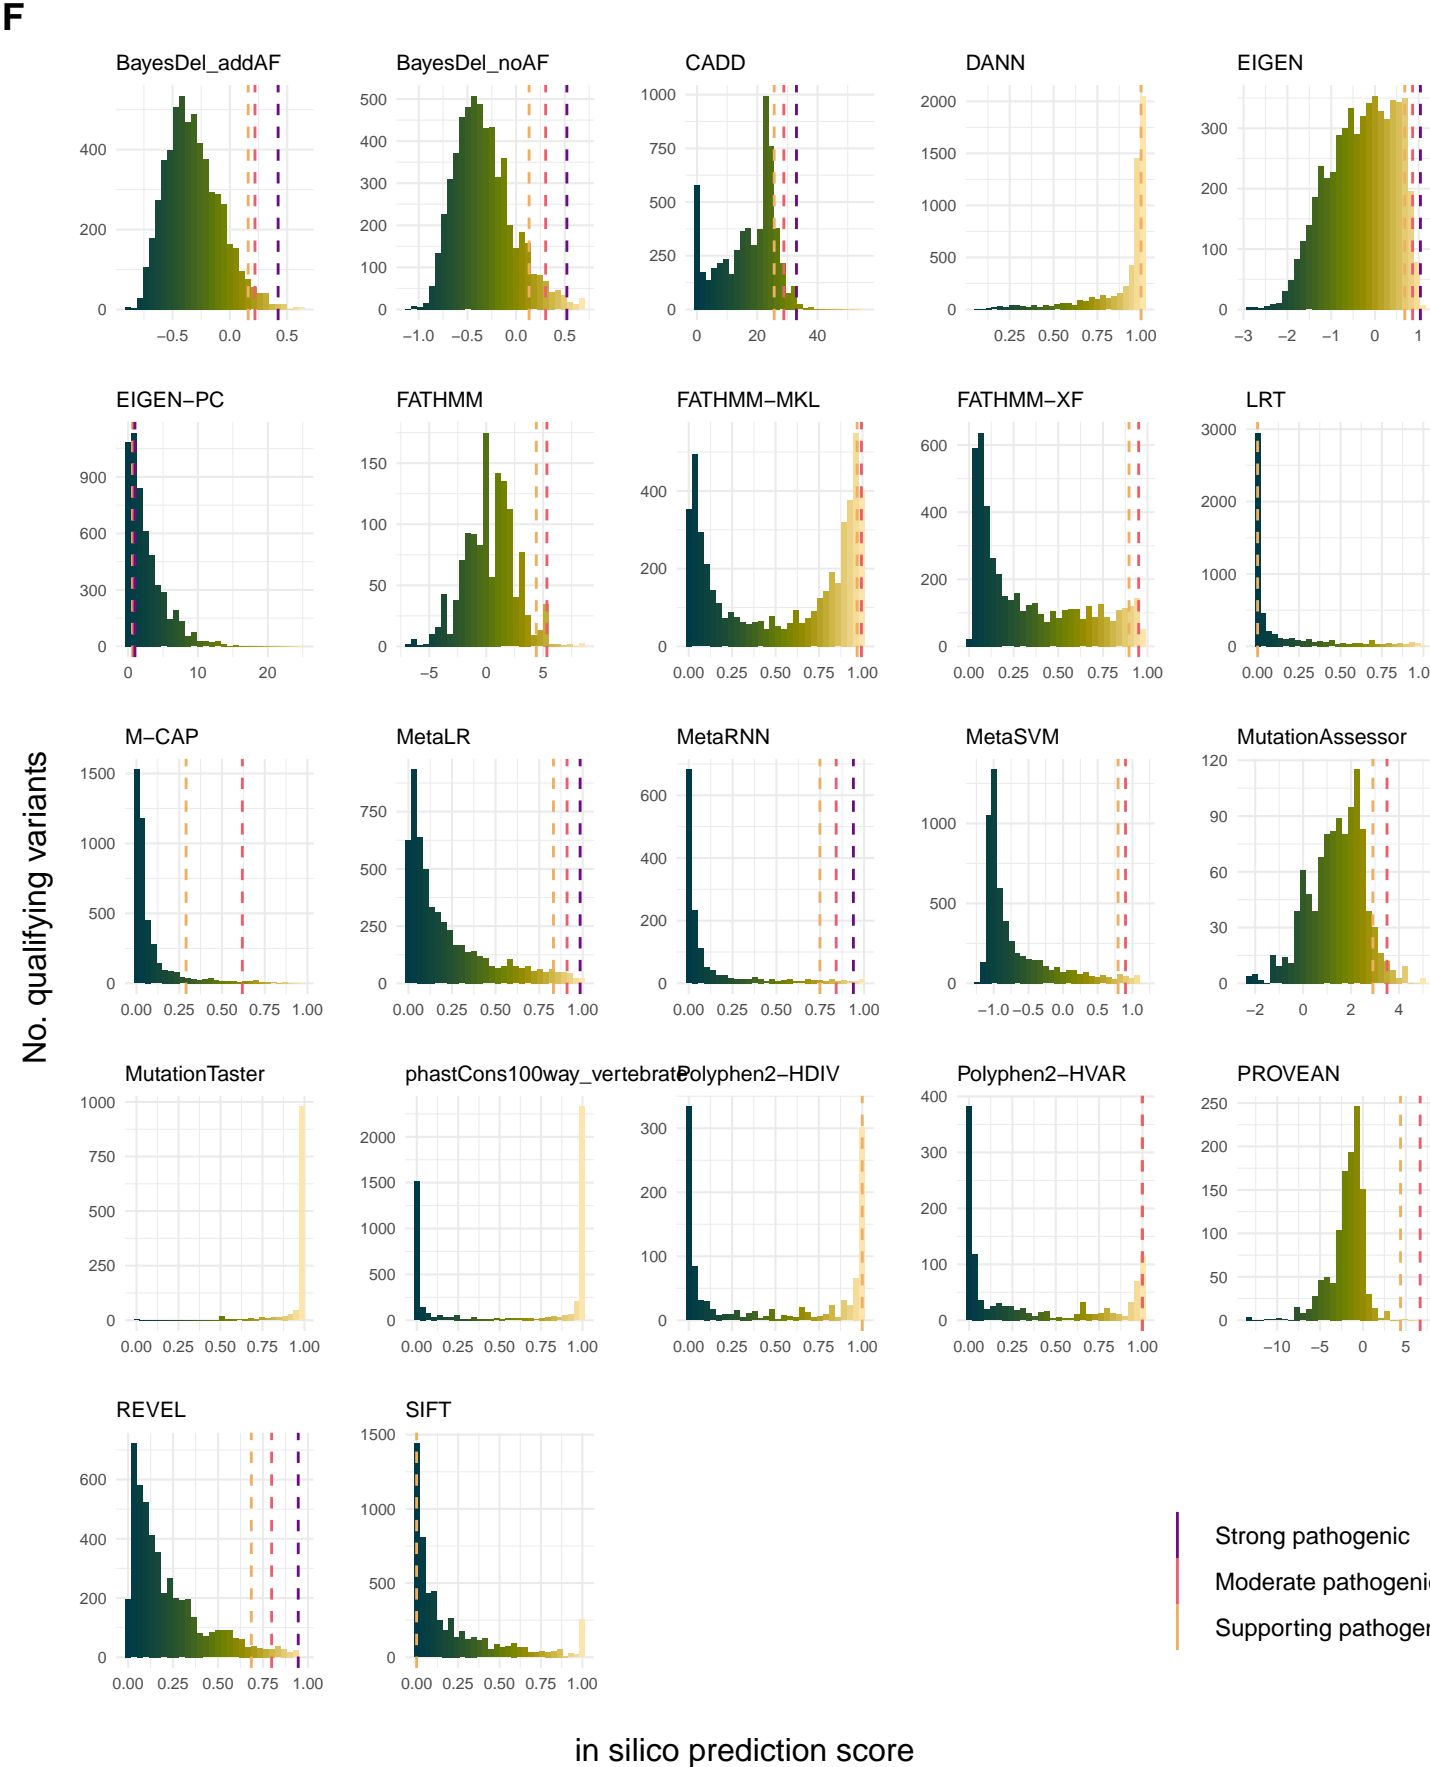 F
BayesDel_addAF
BayesDel_noAF
CADD
DANN
EIGEN
400
200
0
−0.5 0.0 0.5
500
400
300
200
100
0
−1.0 −0.5 0.0 0.5
1000
750
500
250
0
0 20 40
2000
1500
1000
500
0
0.25 0.50 0.75 1.00
300
200
100
0
−3 −2 −1 0 1
EIGEN−PC
FATHMM
FATHMM−MKL
FATHMM−XF
LRT
900
600
300
0
0 10 20
150
100
50
0
−5 0 5
400
200
0
0.00 0.25 0.50 0.75 1.00
600
400
200
0
0.00 0.25 0.50 0.75 1.00
3000
2000
1000
0
0.00 0.25 0.50 0.75 1.0
No. qualifying variants
M−CAP
MetaLR
MetaRNN
MetaSVM
MutationAssessor
1500
1000
500
0
0.00 0.25 0.50 0.75 1.00
750
500
250
0
0.00 0.25 0.50 0.75 1.00
600
400
200
0
0.00 0.25 0.50 0.75 1.00
1000
500
0
−1.0 −0.5 0.0 0.5 1.0
120
90
60
30
0
−2 0 2 4
MutationTaster
phastCons100way_vertebrate
Polyphen2−HDIV
Polyphen2−HVAR
PROVEAN
1000
750
500
250
0
0.00 0.25 0.50 0.75 1.00
2000
1500
1000
500
0
0.00 0.25 0.50 0.75 1.00
300
200
100
0
0.00 0.25 0.50 0.75 1.00
400
300
200
100
0
0.00 0.25 0.50 0.75 1.00
250
200
150
100
50
0
−10 −5 0 5
REVEL
SIFT
600
400
200
0
0.00 0.25 0.50 0.75 1.00
1500
1000
500
0
0.00 0.25 0.50 0.75 1.00
Strong pathogenic
Moderate pathogeni
Supporting pathoge
in silico prediction score